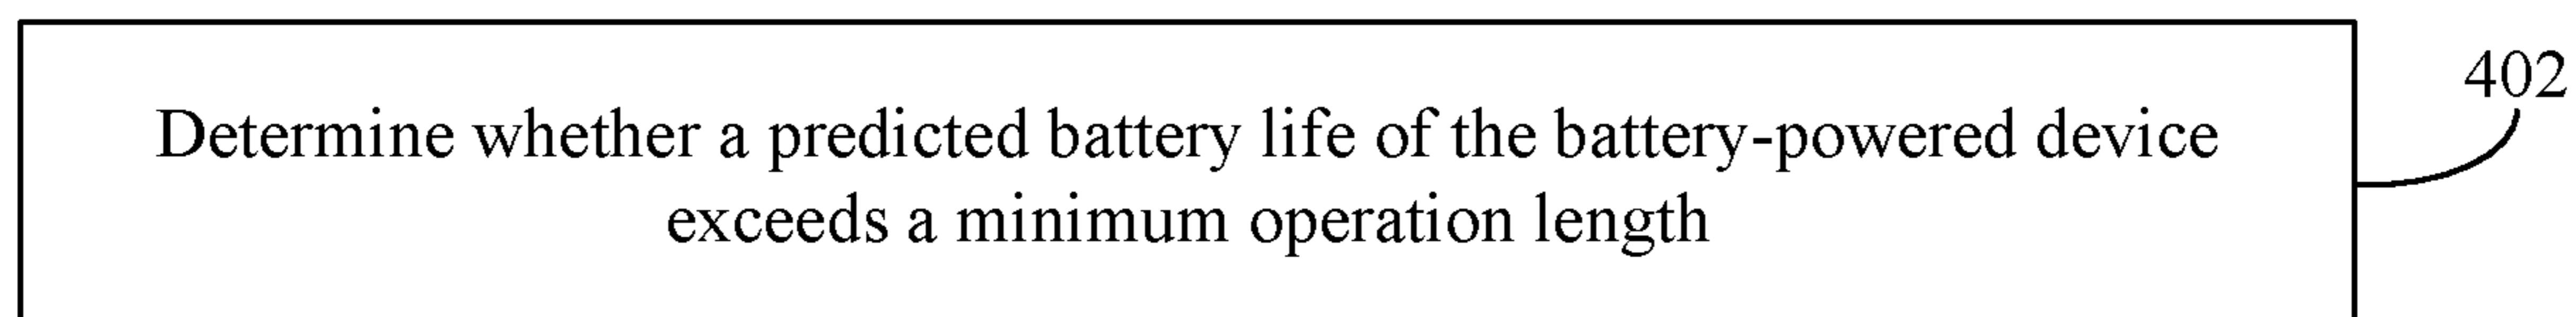 402
Determine whether a predicted battery life of the battery-powered device
exceeds a minimum operation length